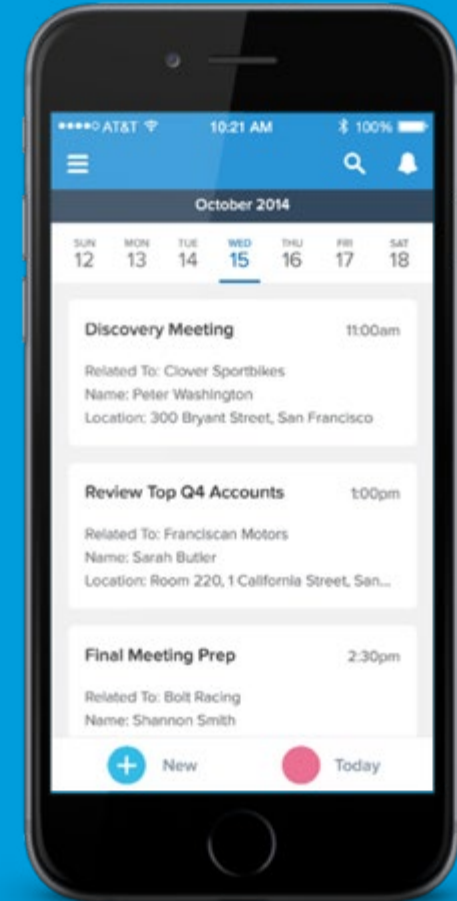 AT&T 10:21 AM 100%
October 2014
SUN MON TUE WED THU FRI SAT
12 13 14 15 16 17 18
Discovery Meeting 11:00am
Related To: Clover Sportbikes
Name: Peter Washington
Location: 300 Bryant Street, San Francisco
Review Top Q4 Accounts 1:00pm
Related To: Franciscan Motors
Name: Sarah Butler
Location: Room 220, 1 California Street, San...
Final Meeting Prep 2:30pm
Related To: Bolt Racing
Name: Shannon Smith
New Today